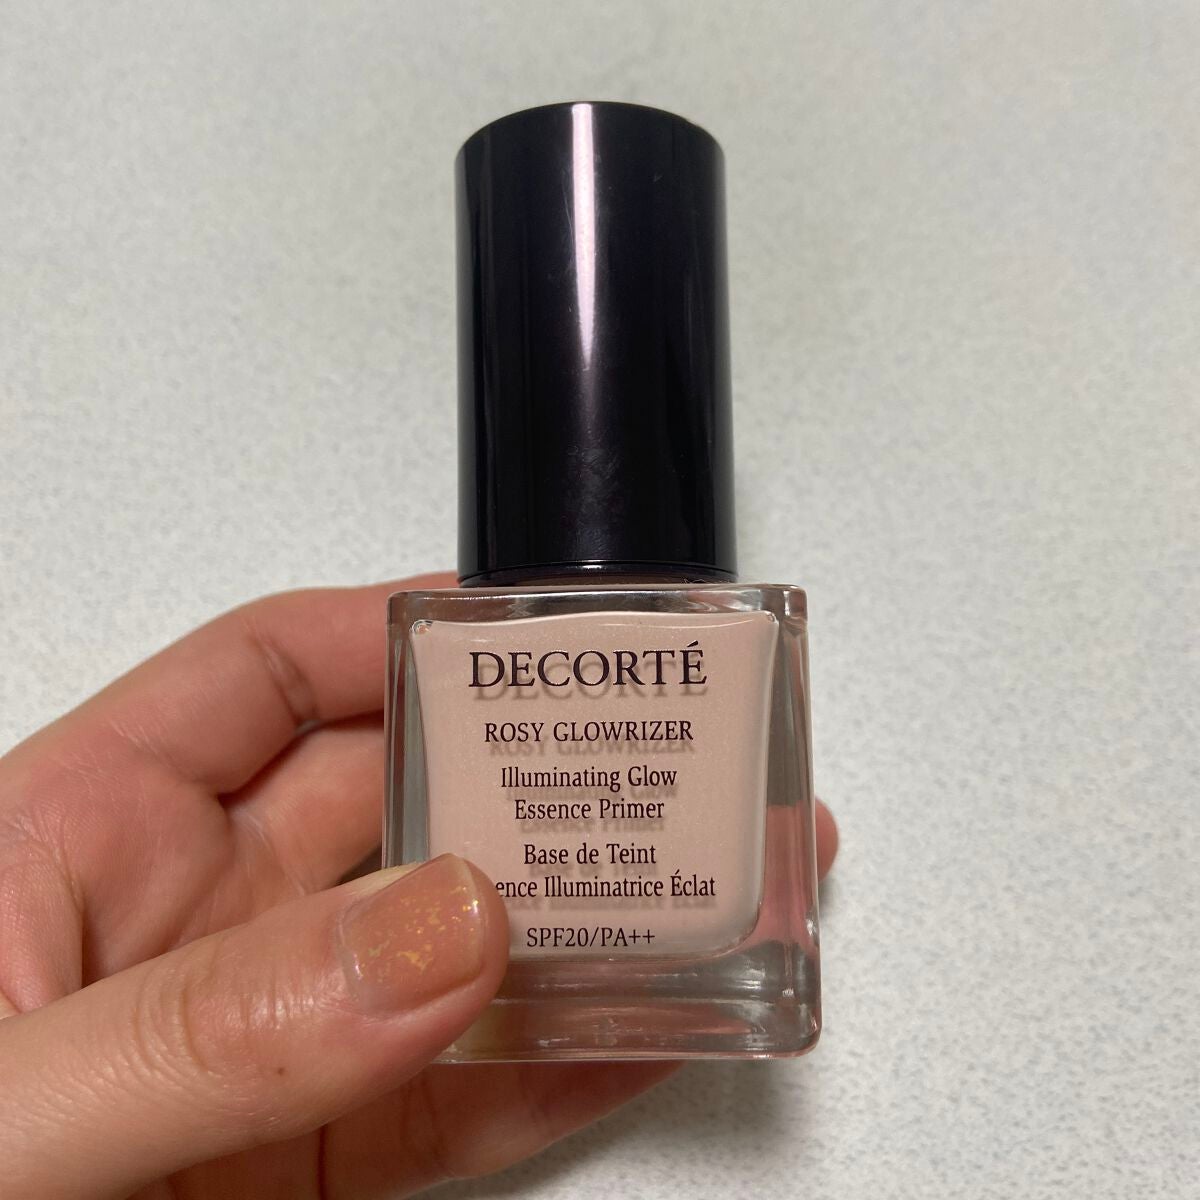 DECORTÉ
ROSY GLOWRIZER
Illuminating Glow
Essence Primer
Base de Teint
Illuminatrice Éclat
SPF20/PA++